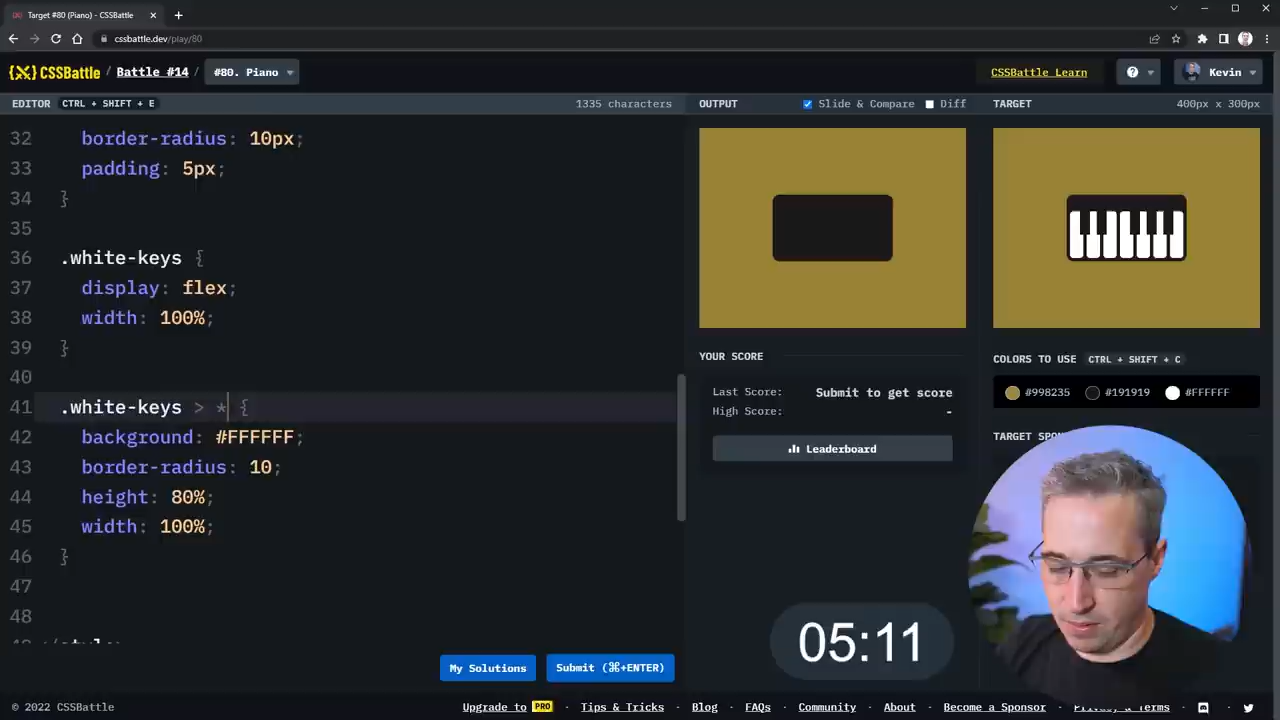 Target #80 (Piano) - CSSBattle
cssbattle.dev/play/80
{X} CSSBattle / Battle #14 / #80. Piano
CSSBattle Learn
?
Kevin
EDITOR CTRL + SHIFT + E
1335 characters
OUTPUT
Slide & Compare
Diff
TARGET
400px x 300px
32 border-radius: 10px;
33 padding: 5px;
34 }
35
36 .white-keys {
37 display: flex;
38 width: 100%;
39 }
40
41 .white-keys > * {
42 background: #FFFFFF;
43 border-radius: 10;
44 height: 80%;
45 width: 100%;
46 }
47
48
YOUR SCORE
Last Score: Submit to get score
High Score: -
Leaderboard
COLORS TO USE CTRL + SHIFT + C
#998235 #191919 #FFFFFF
05:11
My Solutions
Submit (⌘+ENTER)
© 2022 CSSBattle
Upgrade to PRO · Tips & Tricks · Blog · FAQs · Community · About · Become a Sponsor · Privacy & Terms